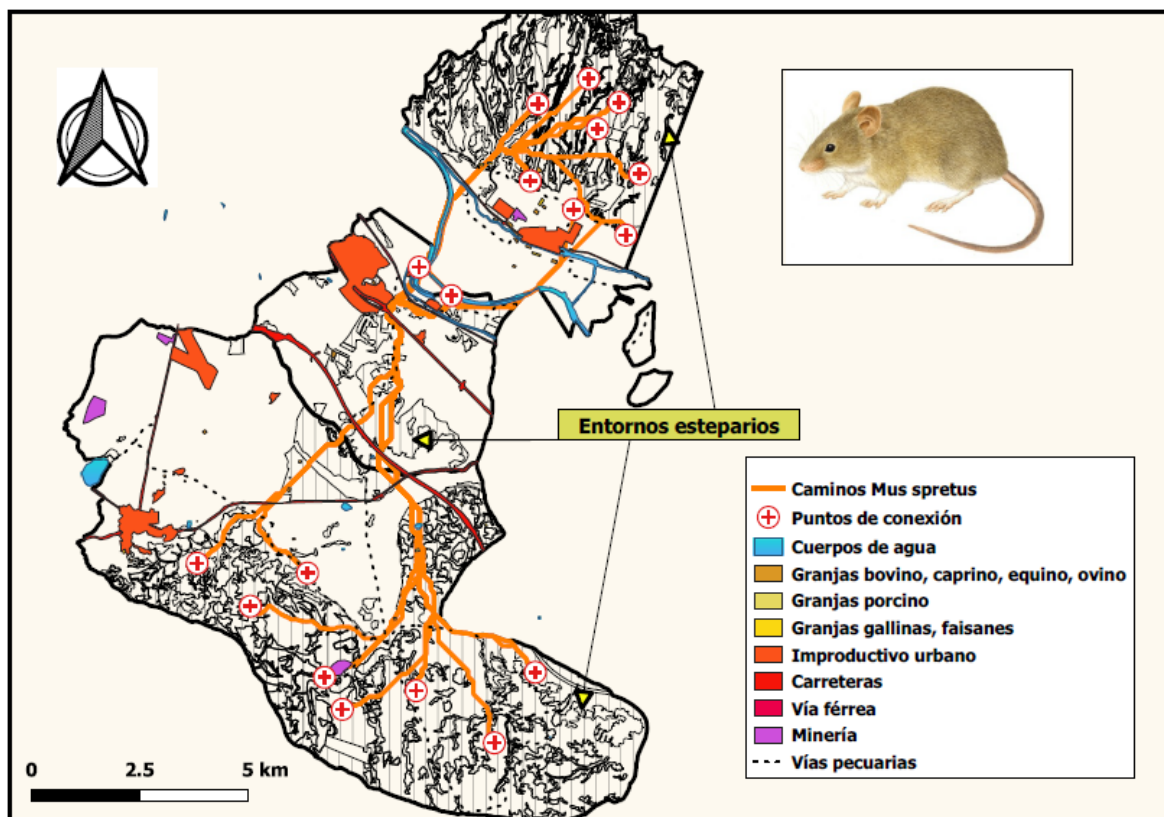 Entornos esteparios
Caminos Mus spretus
Puntos de conexión
Cuerpos de agua
Granjas bovino, caprino, equino, ovino
Granjas porcino
Granjas gallinas, faisanes
Improductivo urbano
Carreteras
Vía férrea
Minería
Vías pecuarias
0 2.5 5 km